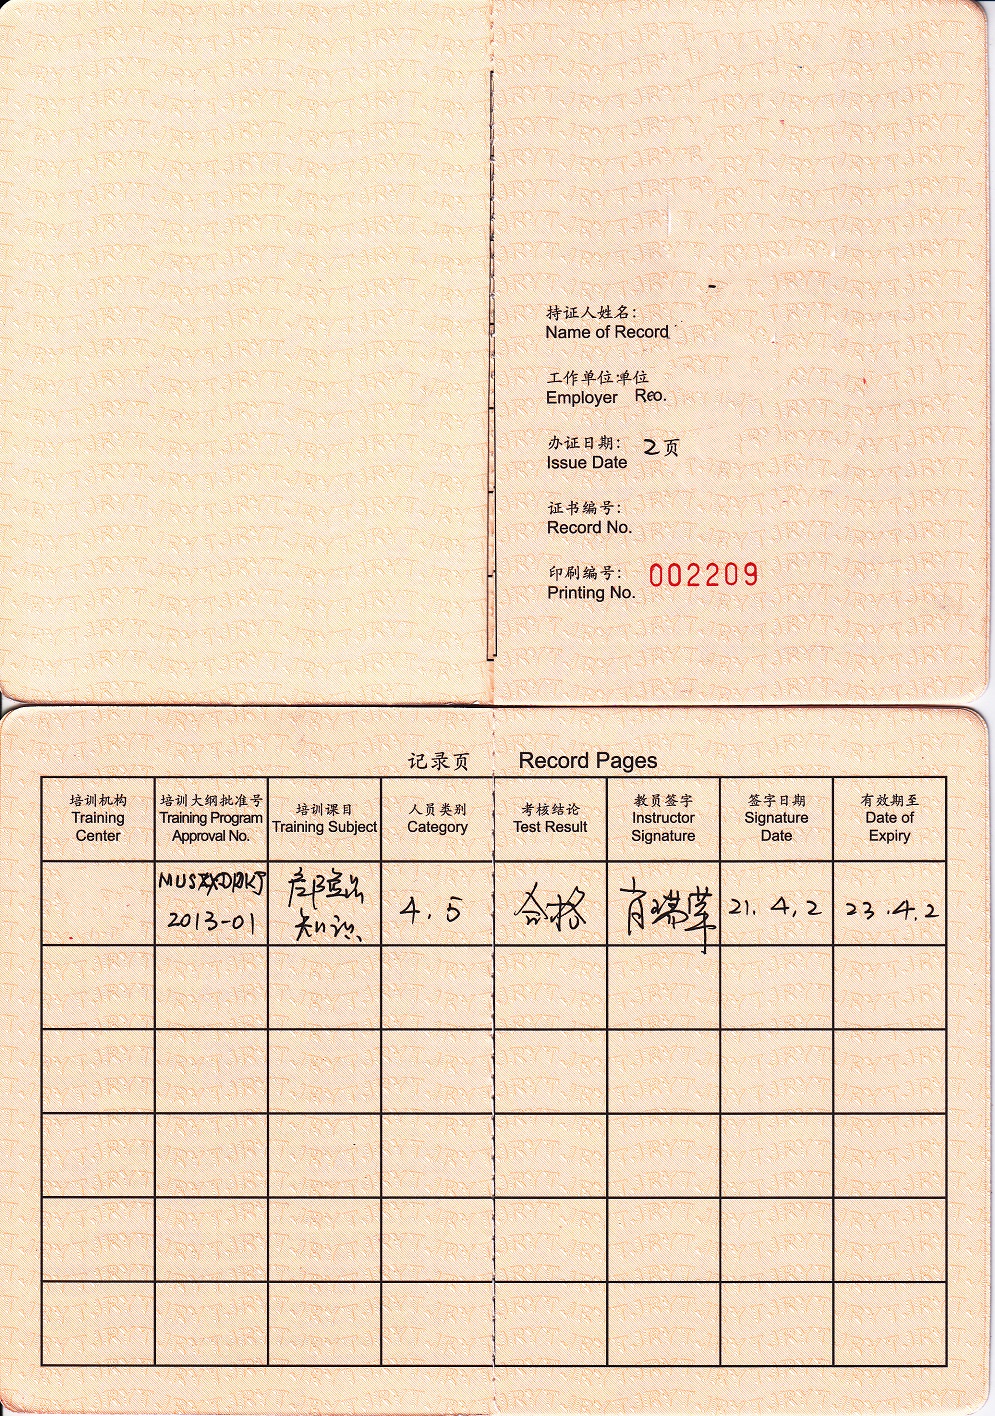 持证人姓名:
Name of Record
工作单位:单位
Employer Reo.
办证日期: 2页
Issue Date
证书编号:
Record No.
印刷编号: 002209
Printing No.
记录页 Record Pages
培训机构
Training
Center
培训大纲批准号
Training Program
Approval No.
培训课目
Training Subject
人员类别
Category
考核结论
Test Result
教员签字
Instructor
Signature
签字日期
Signature
Date
有效期至
Date of
Expiry
2013-01
知识
4.5
合格
肖瑞苹
21.4.2
23.4.2